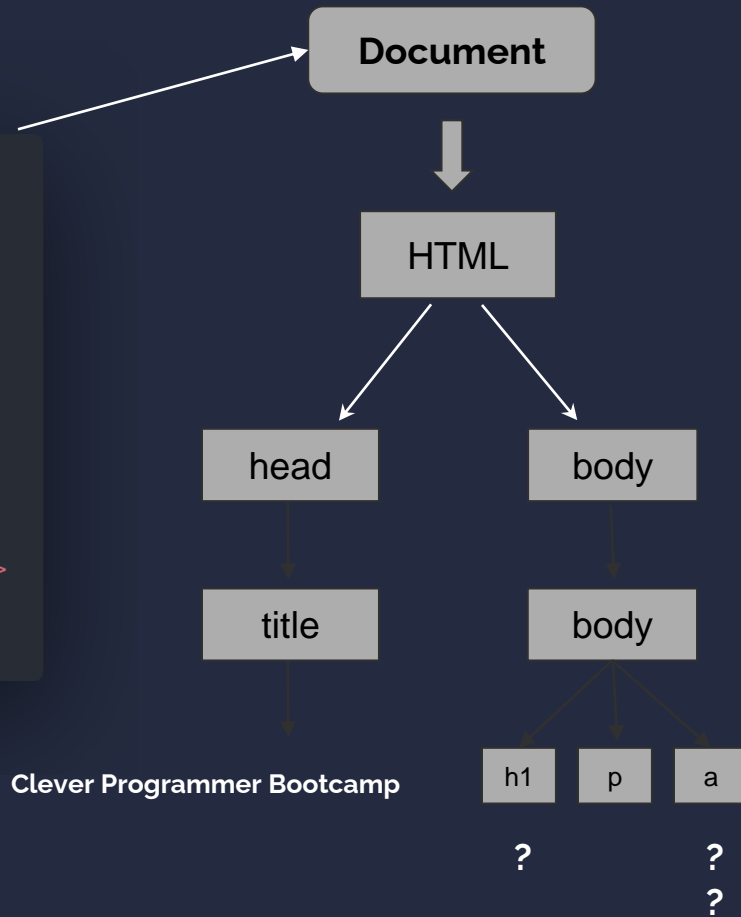 Document
HTML
head
body
>
title
body
Clever Programmer Bootcamp
h1
p
a
?
?
?